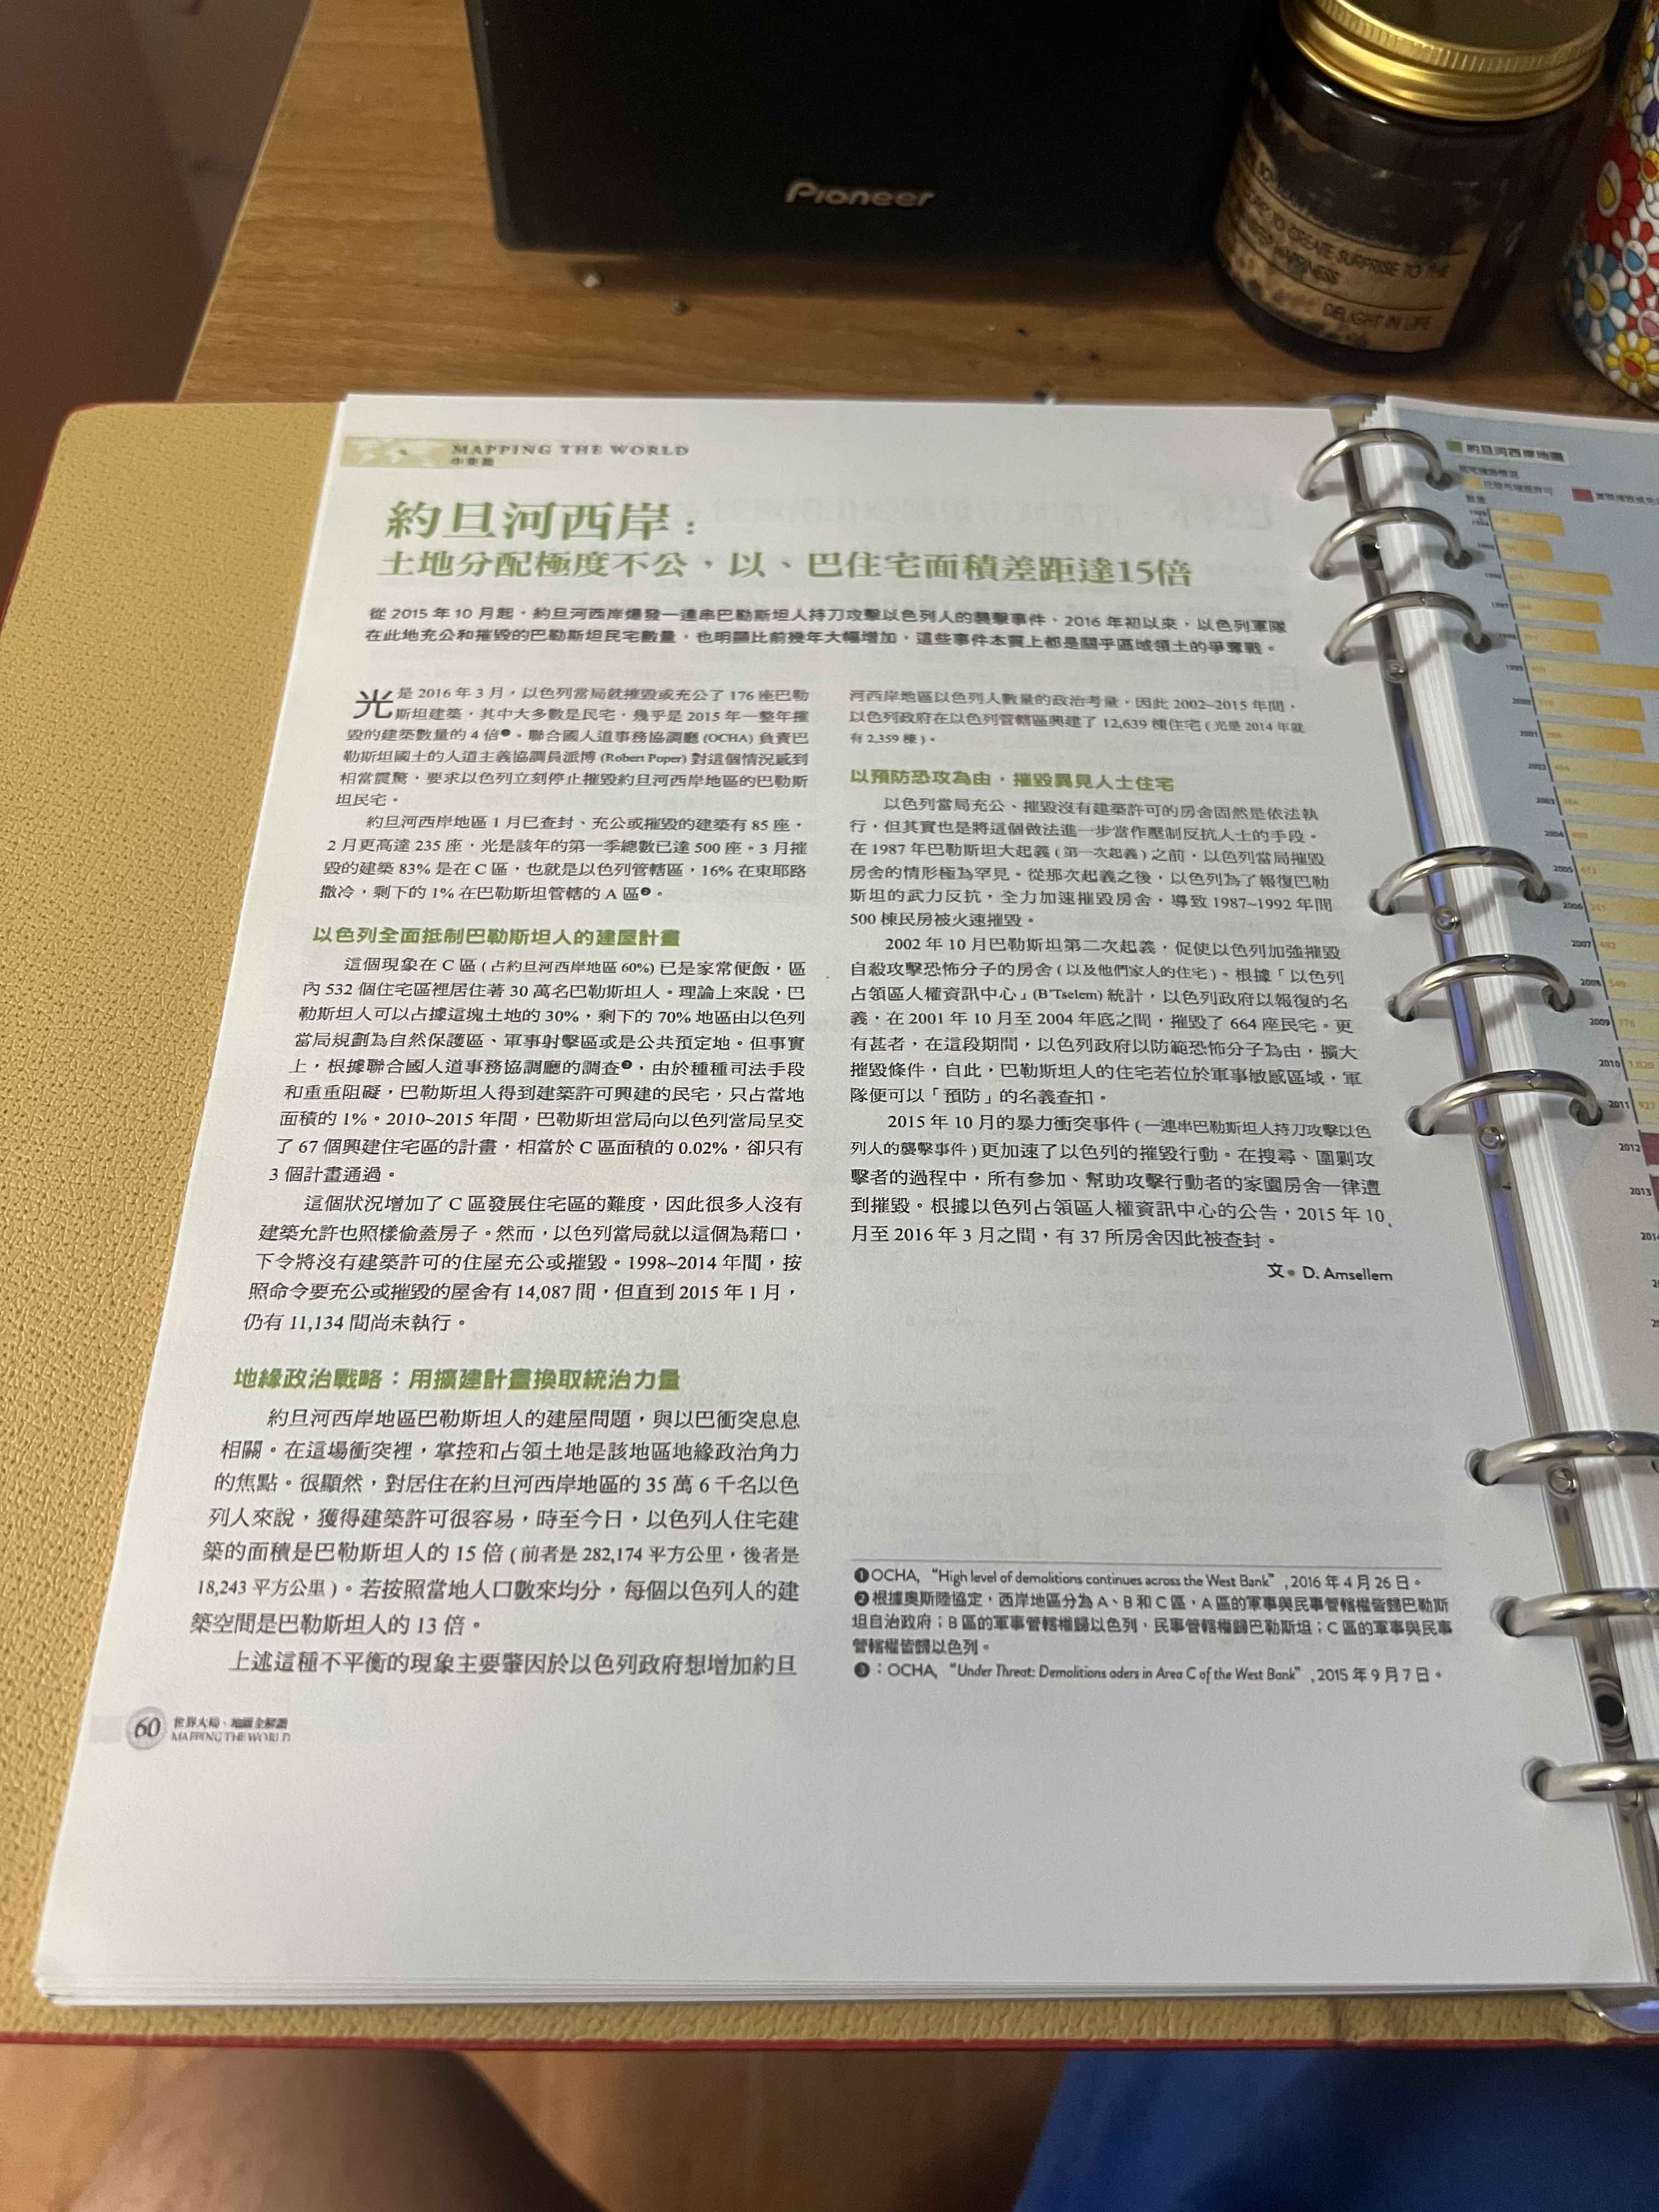 Pioneer
TO CREATE SURPRISE TO THE
HAPPINESS
DELIGHT IN LIFE
MAPPING THE WORLD
中東篇
約旦河西岸：
土地分配極度不公，以、巴住宅面積差距達15倍
從 2015 年 10 月起，約旦河西岸爆發一連串巴勒斯坦人持刀攻擊以色列人的襲擊事件，2016 年初以來，以色列軍隊
在此地充公和摧毀的巴勒斯坦民宅數量，也明顯比前幾年大幅增加，這些事件本質上都是關乎區域領土的爭奪戰。
光是 2016 年 3 月，以色列當局就摧毀或充公了 176 座巴勒
斯坦建築，其中大多數是民宅，幾乎是 2015 年一整年摧
毀的建築數量的 4 倍❶。聯合國人道事務協調廳 (OCHA) 負責巴
勒斯坦國土的人道主義協調員派博 (Robert Poper) 對這個情況感到
相當震驚，要求以色列立刻停止摧毀約旦河西岸地區的巴勒斯
坦民宅。
約旦河西岸地區 1 月已查封、充公或摧毀的建築有 85 座，
2 月更高達 235 座，光是該年的第一季總數已達 500 座。3 月摧
毀的建築 83% 是在 C 區，也就是以色列管轄區，16% 在東耶路
撒冷，剩下的 1% 在巴勒斯坦管轄的 A 區❷。
以色列全面抵制巴勒斯坦人的建屋計畫
這個現象在 C 區 ( 占約旦河西岸地區 60%) 已是家常便飯，區
內 532 個住宅區裡居住著 30 萬名巴勒斯坦人。理論上來說，巴
勒斯坦人可以占據這塊土地的 30%，剩下的 70% 地區由以色列
當局規劃為自然保護區、軍事射擊區或是公共預定地。但事實
上，根據聯合國人道事務協調廳的調查❸，由於種種司法手段
和重重阻礙，巴勒斯坦人得到建築許可興建的民宅，只占當地
面積的 1%。2010~2015 年間，巴勒斯坦當局向以色列當局呈交
了 67 個興建住宅區的計畫，相當於 C 區面積的 0.02%，卻只有
3 個計畫通過。
這個狀況增加了 C 區發展住宅區的難度，因此很多人沒有
建築允許也照樣偷蓋房子。然而，以色列當局就以這個為藉口，
下令將沒有建築許可的住屋充公或摧毀。1998~2014 年間，按
照命令要充公或摧毀的屋舍有 14,087 間，但直到 2015 年 1 月，
仍有 11,134 間尚未執行。
地緣政治戰略：用擴建計畫換取統治力量
約旦河西岸地區巴勒斯坦人的建屋問題，與以巴衝突息息
相關。在這場衝突裡，掌控和占領土地是該地區地緣政治角力
的焦點。很顯然，對居住在約旦河西岸地區的 35 萬 6 千名以色
列人來說，獲得建築許可很容易，時至今日，以色列人住宅建
築的面積是巴勒斯坦人的 15 倍 ( 前者是 282,174 平方公里，後者是
18,243 平方公里 )。若按照當地人口數來均分，每個以色列人的建
築空間是巴勒斯坦人的 13 倍。
上述這種不平衡的現象主要肇因於以色列政府想增加約旦
河西岸地區以色列人數量的政治考量，因此 2002~2015 年間，
以色列政府在以色列管轄區興建了 12,639 棟住宅 ( 光是 2014 年就
有 2,359 棟 )。
以預防恐攻為由，摧毀異見人士住宅
以色列當局充公、摧毀沒有建築許可的房舍固然是依法執
行，但其實也是將這個做法進一步當作壓制反抗人士的手段。
在 1987 年巴勒斯坦大起義 ( 第一次起義 ) 之前，以色列當局摧毀
房舍的情形極為罕見。從那次起義之後，以色列為了報復巴勒
斯坦的武力反抗，全力加速摧毀房舍，導致 1987~1992 年間
500 棟民房被火速摧毀。
2002 年 10 月巴勒斯坦第二次起義，促使以色列加強摧毀
自殺攻擊恐怖分子的房舍 ( 以及他們家人的住宅 )。根據「以色列
占領區人權資訊中心」(B'Tselem) 統計，以色列政府以報復的名
義，在 2001 年 10 月至 2004 年底之間，摧毀了 664 座民宅。更
有甚者，在這段期間，以色列政府以防範恐怖分子為由，擴大
摧毀條件，自此，巴勒斯坦人的住宅若位於軍事敏感區域，軍
隊便可以「預防」的名義查扣。
2015 年 10 月的暴力衝突事件 ( 一連串巴勒斯坦人持刀攻擊以色
列人的襲擊事件 ) 更加速了以色列的摧毀行動。在搜尋、圍剿攻
擊者的過程中，所有參加、幫助攻擊行動者的家園房舍一律遭
到摧毀。根據以色列占領區人權資訊中心的公告，2015 年 10
月至 2016 年 3 月之間，有 37 所房舍因此被查封。
文● D. Amsellem
❶OCHA,“High level of demolitions continues across the West Bank”, 2016 年 4 月 26 日。
❷根據奧斯陸協定，西岸地區分為 A、B 和 C 區，A 區的軍事與民事管轄權皆歸巴勒斯
坦自治政府；B 區的軍事管轄權歸以色列，民事管轄權歸巴勒斯坦；C 區的軍事與民事
管轄權皆歸以色列。
❸：OCHA,“Under Threat: Demolitions oders in Area C of the West Bank”, 2015 年 9 月 7 日。
60 世界大局・地圖全解讀
MAPPING THE WORLD
約旦河西岸地圖
數量
1999
2000
2001
2002
2003
2004
2005
2006
2007
2008
2009
2010
2011 927
2012
2013